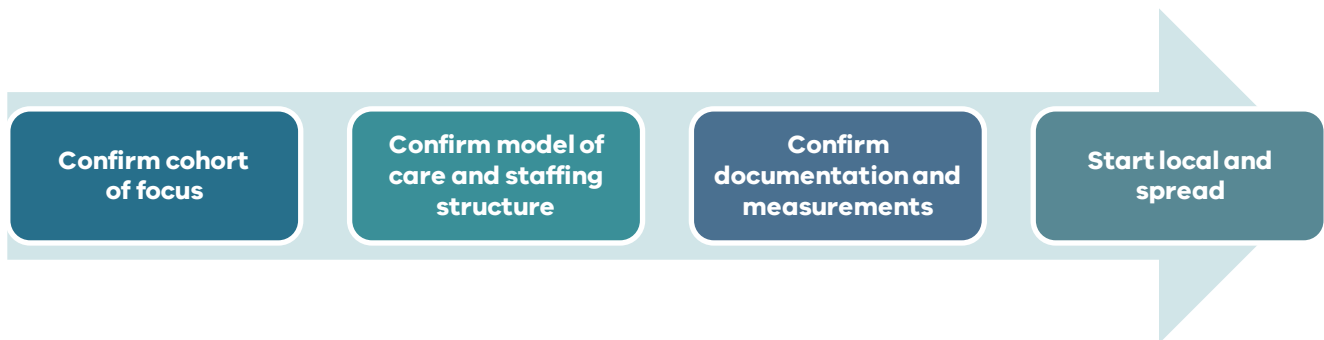 Confirm cohort
of focus
Confirm model of
care and staffing
structure
Confirm
documentation and
measurements
Start local and
spread